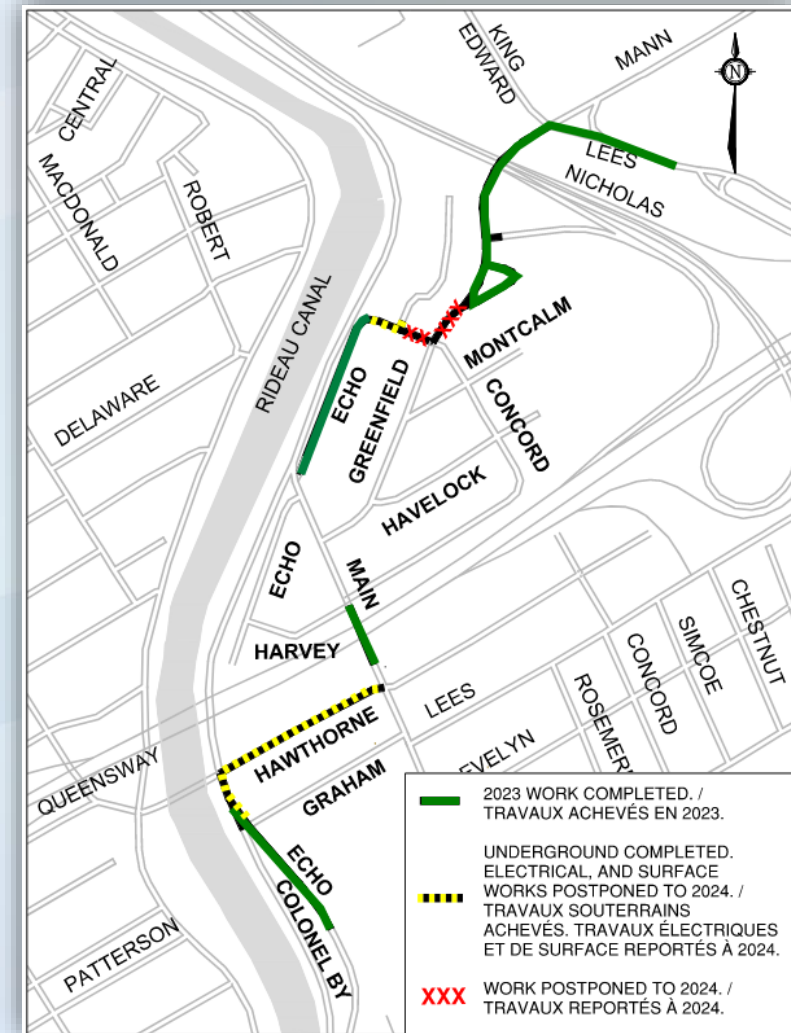 KING
EDWARD
MANN
N
CENTRAL
LEES
NICHOLAS
MACDONALD
ROBERT
RIDEAU CANAL
MONTCALM
ECHO
GREENFIELD
CONCORD
DELAWARE
HAVELOCK
ECHO
MAIN
HARVEY
CHESTNUT
SIMCOE
CONCORD
LEES
HAWTHORNE
QUEENSWAY
GRAHAM
ECHO
COLONEL BY
PATTERSON
2023 WORK COMPLETED. /
TRAVAUX ACHEVÉS EN 2023.
UNDERGROUND COMPLETED.
ELECTRICAL, AND SURFACE
WORKS POSTPONED TO 2024. /
TRAVAUX SOUTERRAINS
ACHEVÉS. TRAVAUX ÉLECTRIQUES
ET DE SURFACE REPORTÉS À 2024.
XXX WORK POSTPONED TO 2024. /
TRAVAUX REPORTÉS À 2024.